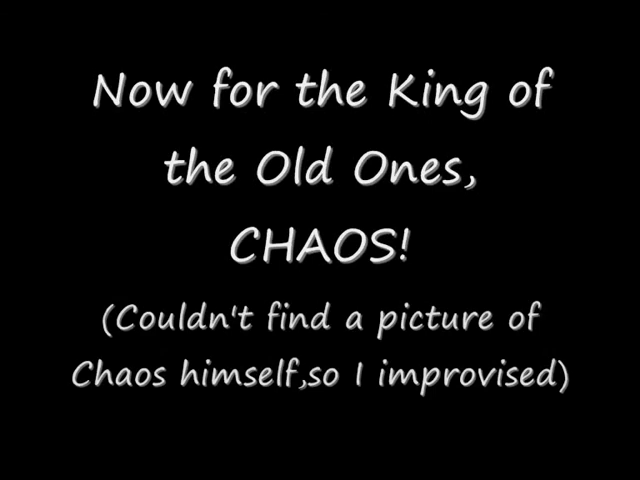 Now for the King of
the Old Ones,
CHAOS!
(Couldn't find a picture of
Chaos himself,so I improvised)